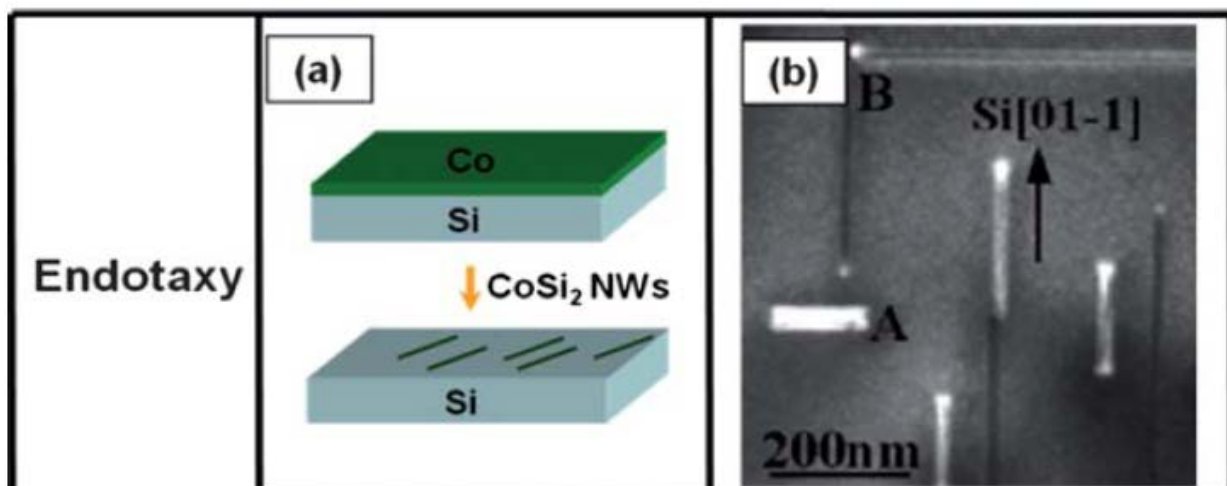 Endotaxy
(a)
Co
Si
CoSi₂ NWs
Si
(b)
B
Si[01-1]
A
200nm